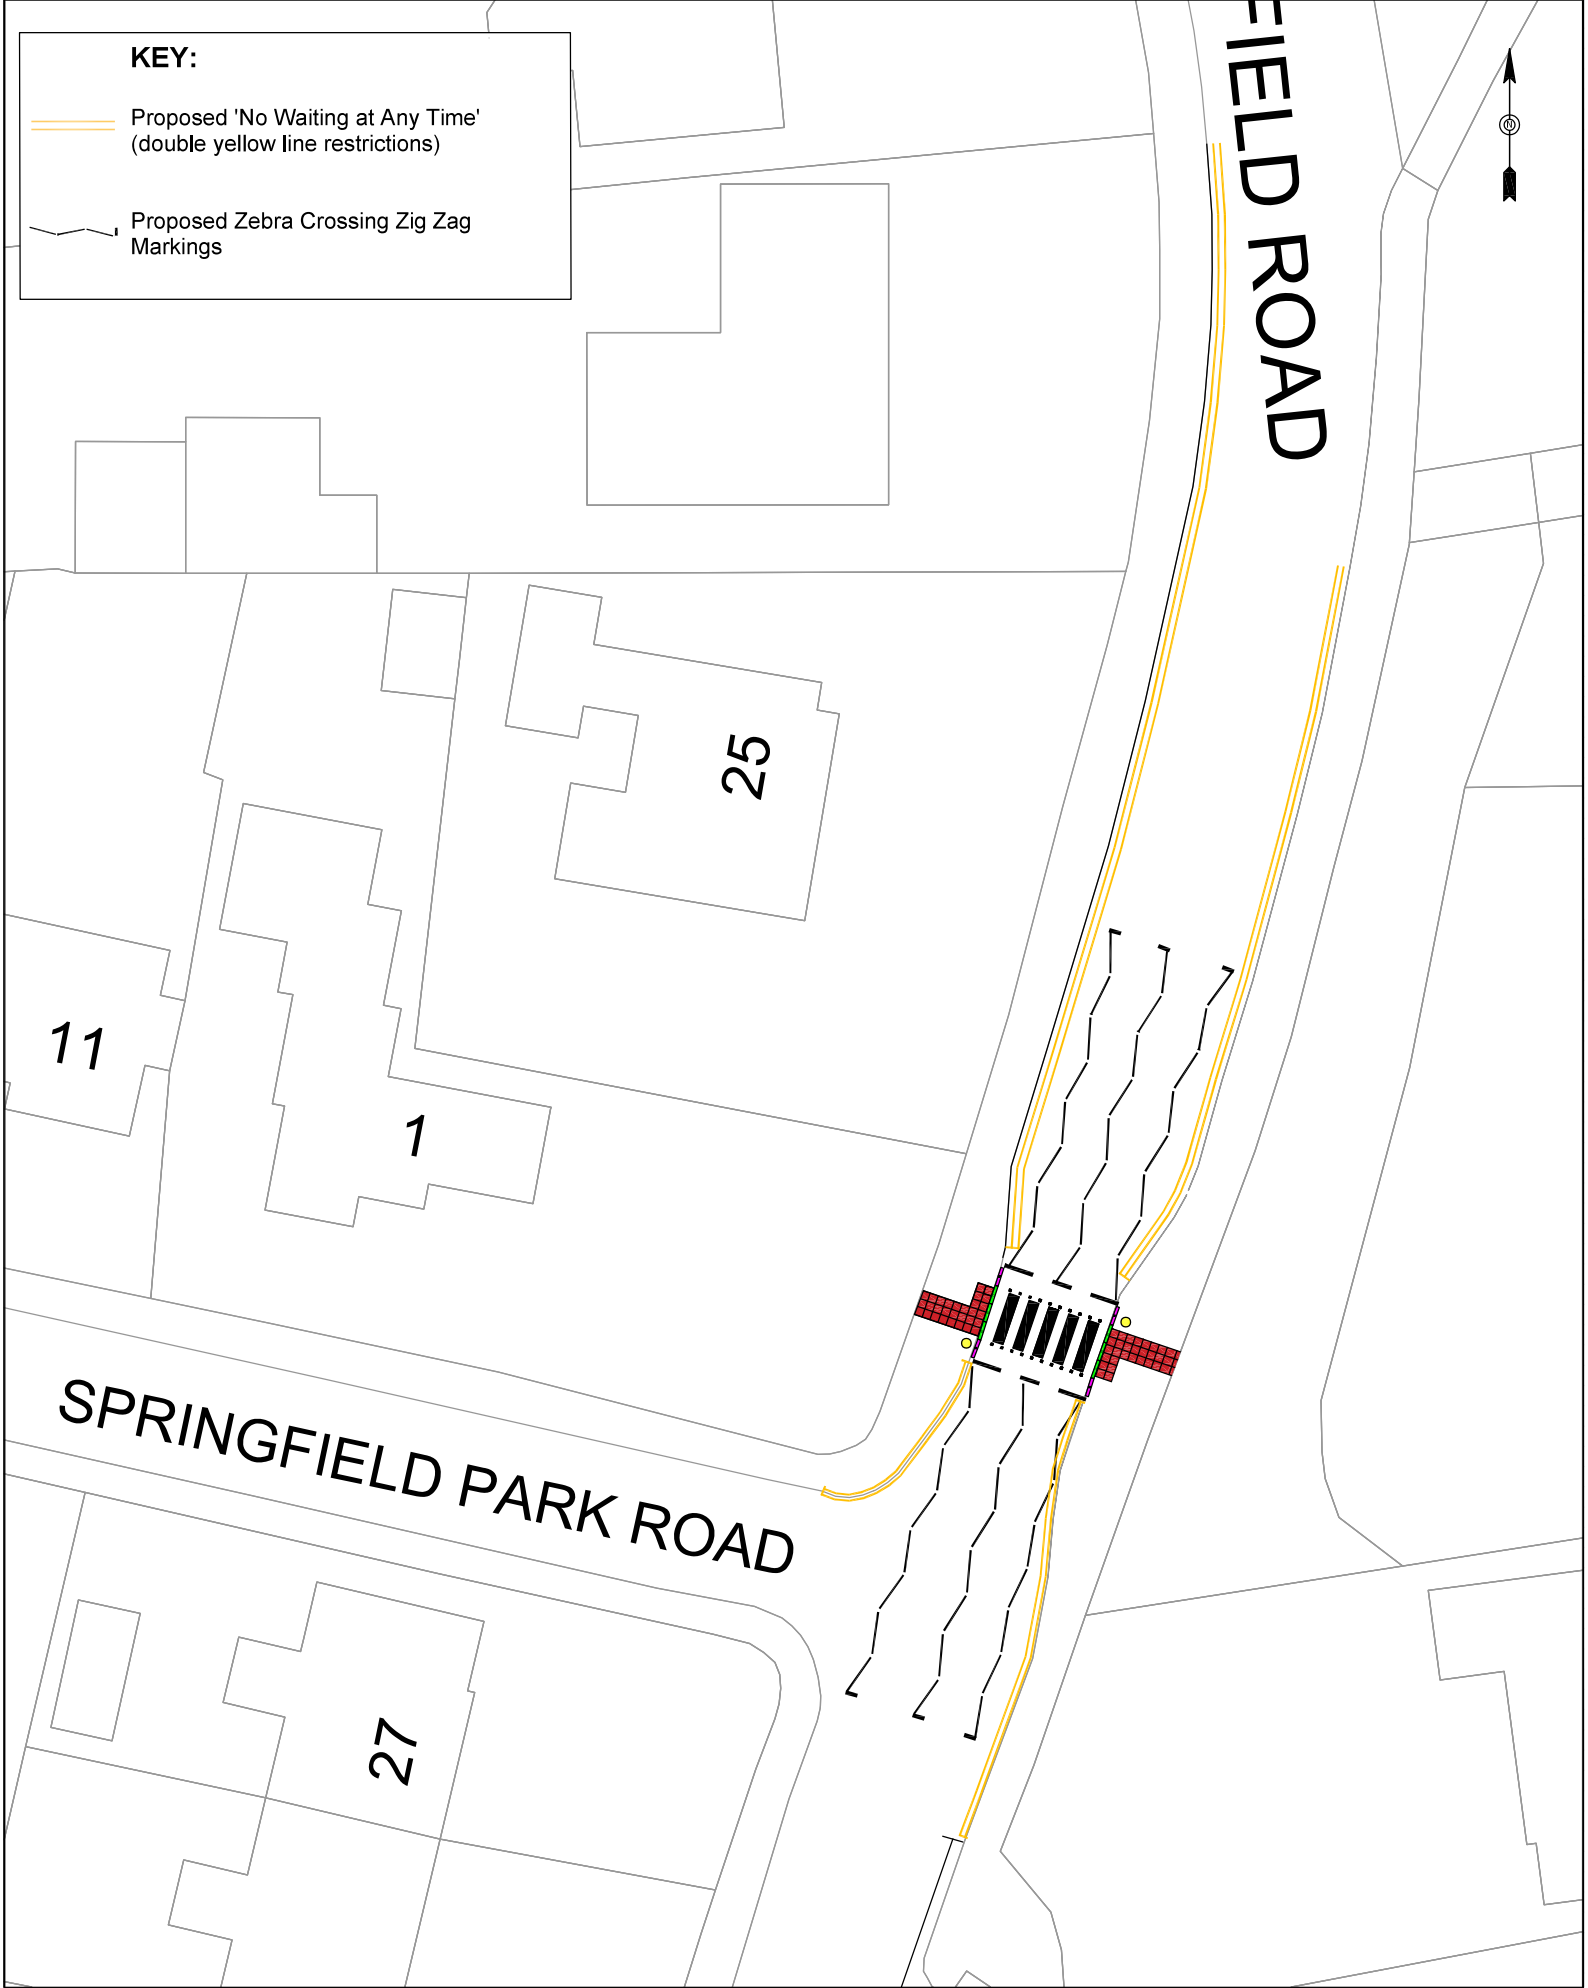 KEY:
Proposed 'No Waiting at Any Time'
(double yellow line restrictions)
Proposed Zebra Crossing Zig Zag
Markings
N
FIELD ROAD
25
11
1
SPRINGFIELD PARK ROAD
27